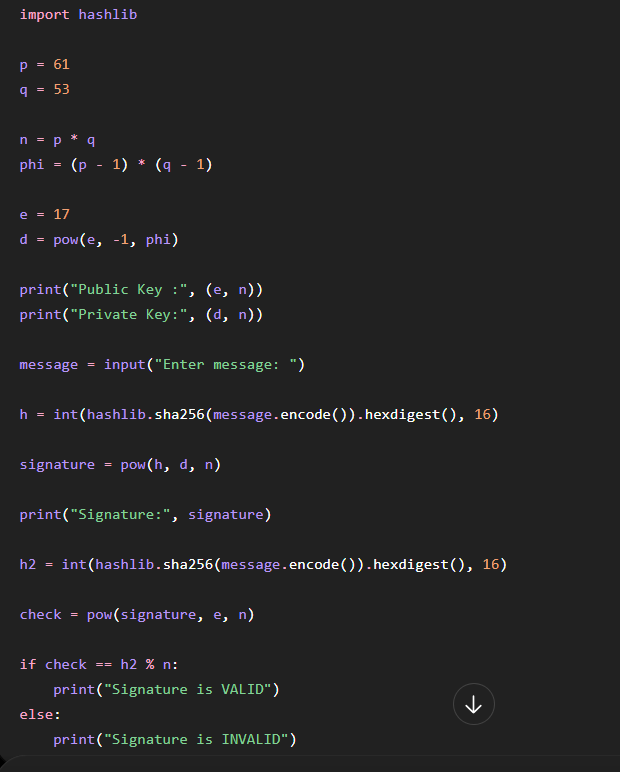 import hashlib
p = 61
q = 53
n = p * q
phi = (p - 1) * (q - 1)
e = 17
d = pow(e, -1, phi)
print("Public Key :", (e, n))
print("Private Key:", (d, n))
message = input("Enter message: ")
h = int(hashlib.sha256(message.encode()).hexdigest(), 16)
signature = pow(h, d, n)
print("Signature:", signature)
h2 = int(hashlib.sha256(message.encode()).hexdigest(), 16)
check = pow(signature, e, n)
if check == h2 % n:
    print("Signature is VALID")
else:
    print("Signature is INVALID")